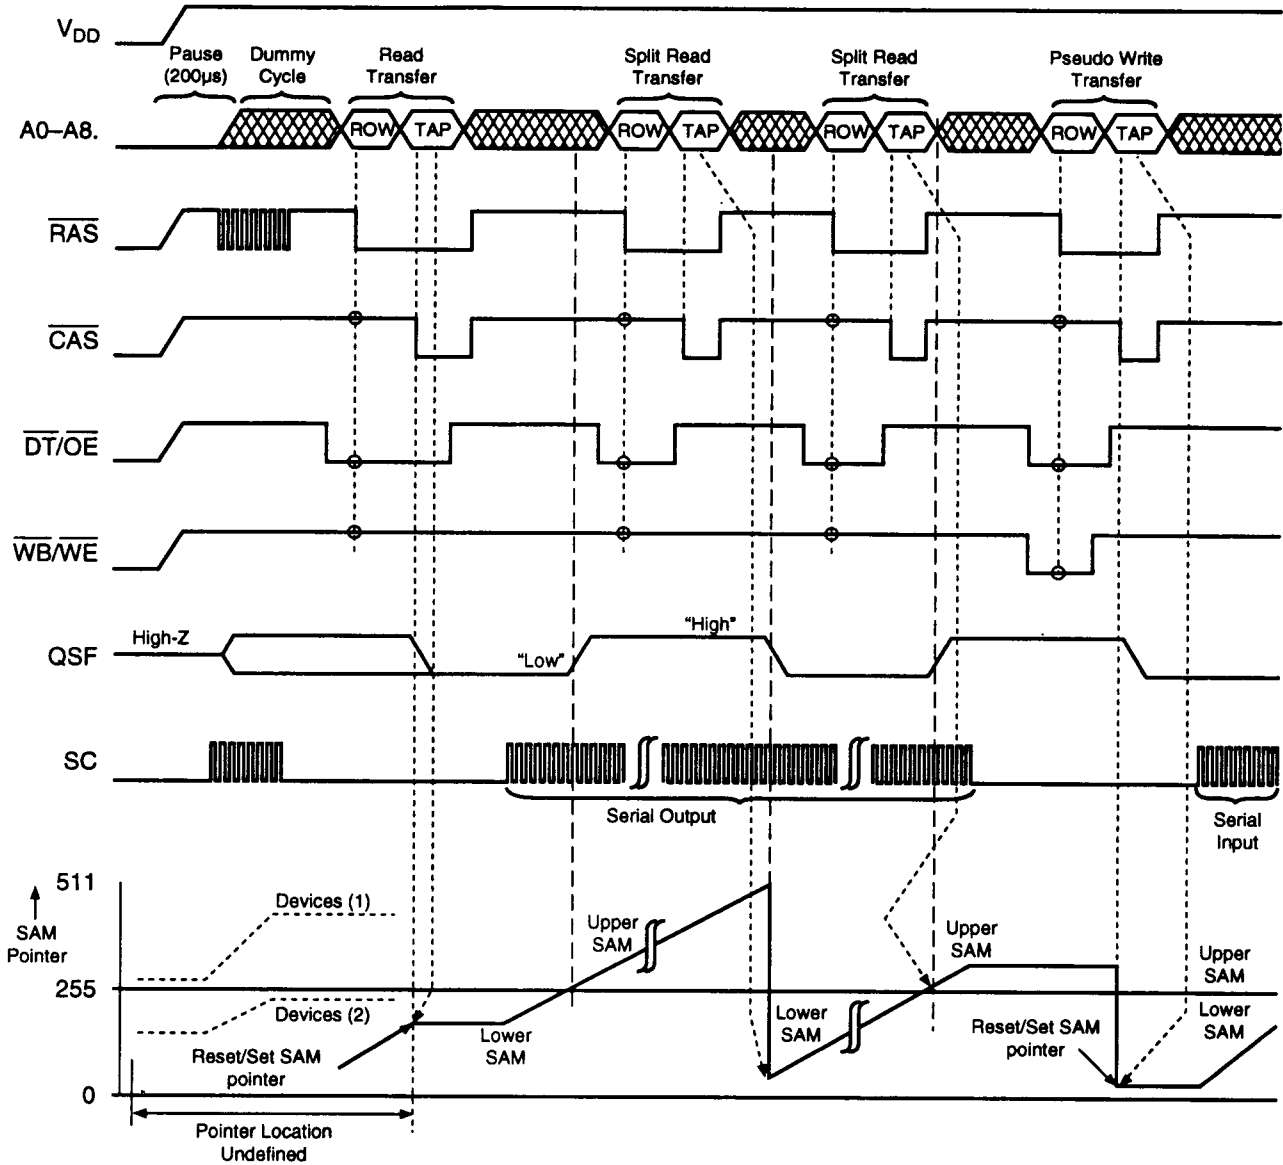 VDD
Pause
(200µs)
Dummy
Cycle
Read
Transfer
Split Read
Transfer
Split Read
Transfer
Pseudo Write
Transfer
A0–A8.
ROW
TAP
ROW
TAP
ROW
TAP
ROW
TAP
RAS
CAS
DT/OE
WB/WE
QSF
High-Z
"Low"
"High"
SC
Serial Output
Serial
Input
511
SAM
Pointer
255
0
Devices (1)
Devices (2)
Reset/Set SAM
pointer
Lower
SAM
Upper
SAM
Lower
SAM
Upper
SAM
Reset/Set SAM
pointer
Upper
SAM
Lower
SAM
Pointer Location
Undefined